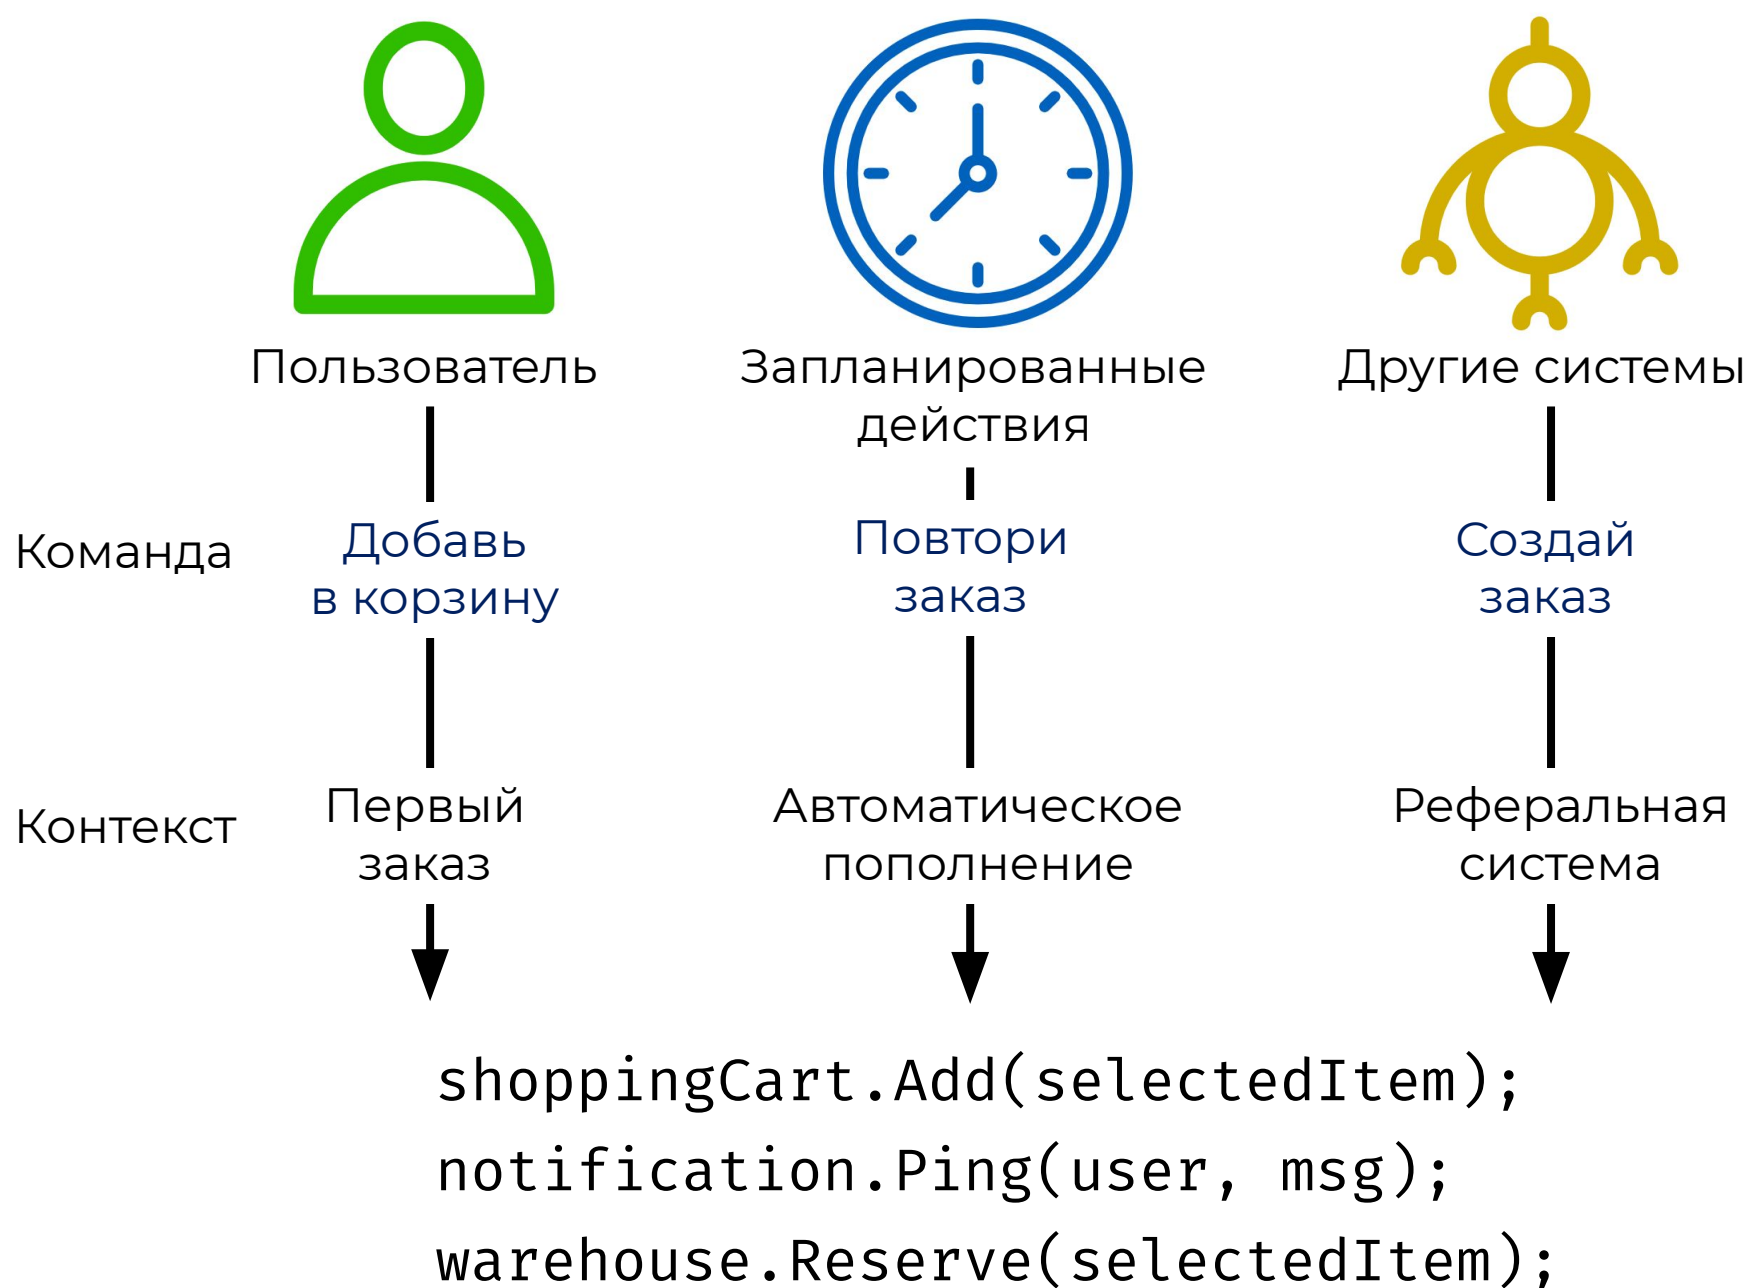 Пользователь
Запланированные
действия
Другие системы
Команда
Добавь
в корзину
Повтори
заказ
Создай
заказ
Контекст
Первый
заказ
Автоматическое
пополнение
Реферальная
система
shoppingCart.Add(selectedItem);
notification.Ping(user, msg);
warehouse.Reserve(selectedItem);